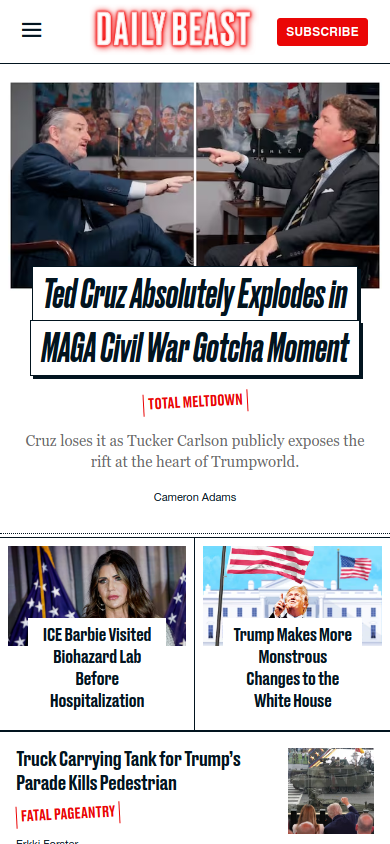 DAILY BEAST
SUBSCRIBE
Ted Cruz Absolutely Explodes in
MAGA Civil War Gotcha Moment
TOTAL MELTDOWN
Cruz loses it as Tucker Carlson publicly exposes the
rift at the heart of Trumpworld.
Cameron Adams
ICE Barbie Visited
Biohazard Lab
Before
Hospitalization
Trump Makes More
Monstrous
Changes to the
White House
Truck Carrying Tank for Trump’s
Parade Kills Pedestrian
FATAL PAGEANTRY